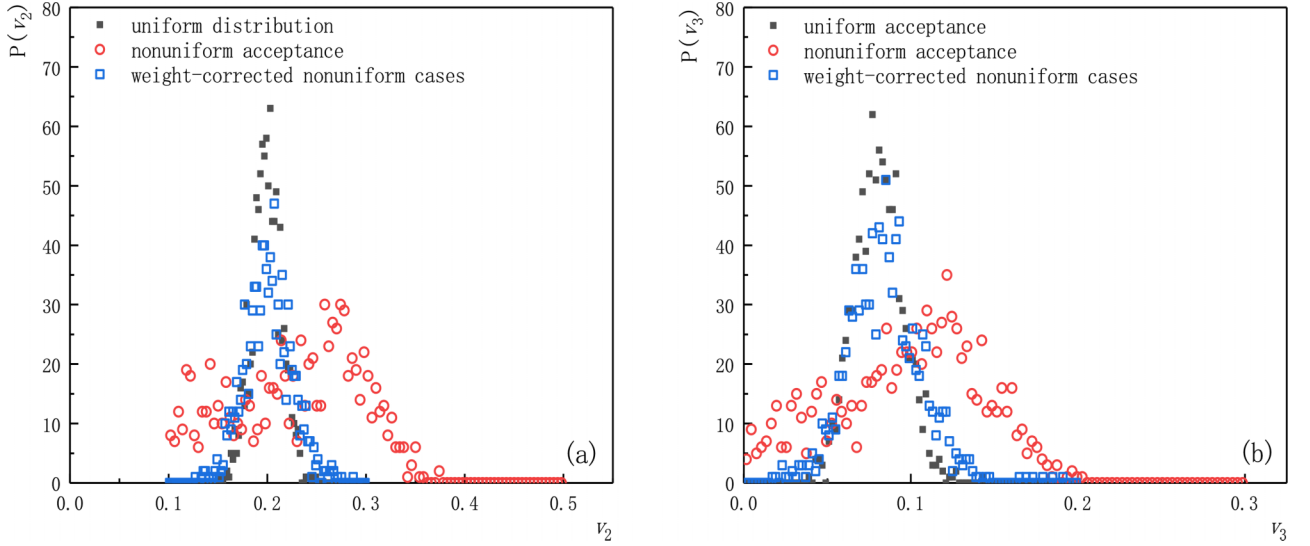 P(v₂)
80
70
60
50
40
30
20
10
0
0.0 0.1 0.2 0.3 0.4 0.5
v₂
uniform distribution
nonuniform acceptance
weight-corrected nonuniform cases
(a)
P(v₃)
80
70
60
50
40
30
20
10
0
0.0 0.1 0.2 0.3
v₃
uniform acceptance
nonuniform acceptance
weight-corrected nonuniform cases
(b)